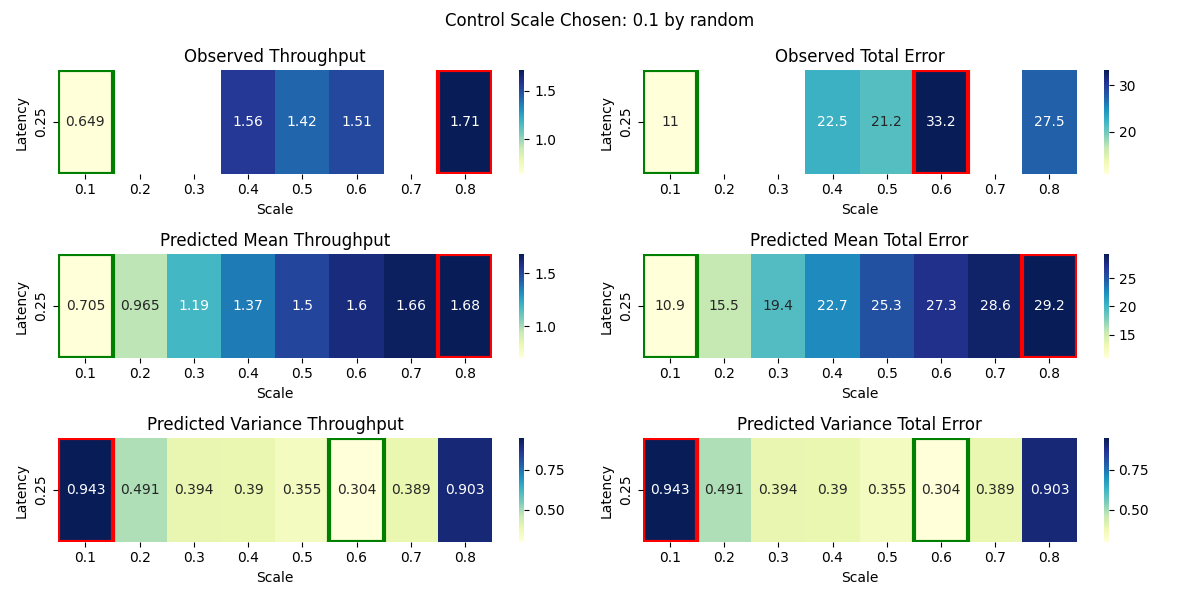 Control Scale Chosen: 0.1 by random
Observed Throughput
Observed Total Error
Latency
0.25
0.649
1.56
1.42
1.51
1.71
1.5
1.0
Latency
0.25
11
22.5
21.2
33.2
27.5
30
20
0.1 0.2 0.3 0.4 0.5 0.6 0.7 0.8
Scale
0.1 0.2 0.3 0.4 0.5 0.6 0.7 0.8
Scale
Predicted Mean Throughput
Predicted Mean Total Error
Latency
0.25
0.705 0.965 1.19 1.37 1.5 1.6 1.66 1.68
1.5
1.0
Latency
0.25
10.9 15.5 19.4 22.7 25.3 27.3 28.6 29.2
25
20
15
0.1 0.2 0.3 0.4 0.5 0.6 0.7 0.8
Scale
0.1 0.2 0.3 0.4 0.5 0.6 0.7 0.8
Scale
Predicted Variance Throughput
Predicted Variance Total Error
Latency
0.25
0.943 0.491 0.394 0.39 0.355 0.304 0.389 0.903
0.75
0.50
Latency
0.25
0.943 0.491 0.394 0.39 0.355 0.304 0.389 0.903
0.75
0.50
0.1 0.2 0.3 0.4 0.5 0.6 0.7 0.8
Scale
0.1 0.2 0.3 0.4 0.5 0.6 0.7 0.8
Scale